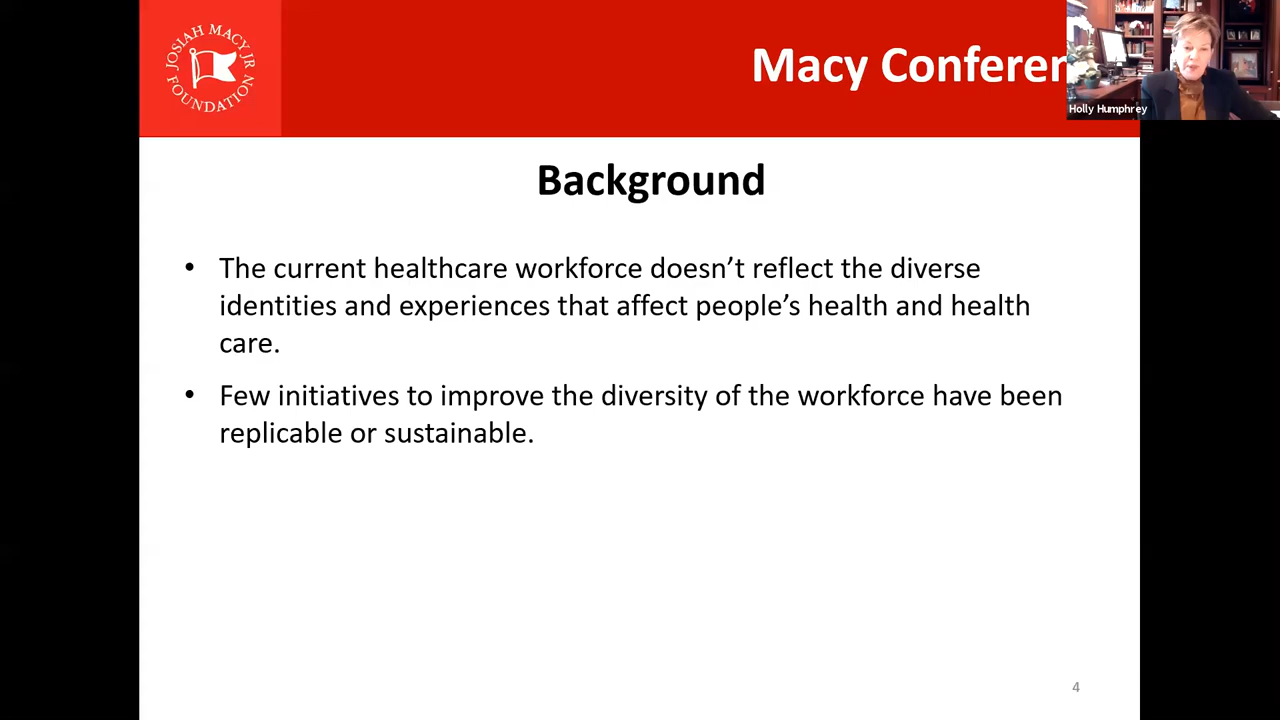 JOSIAH MACY JR
FOUNDATION
Macy Conferen
Holly Humphrey
Background
• The current healthcare workforce doesn’t reflect the diverse
identities and experiences that affect people’s health and health
care.
• Few initiatives to improve the diversity of the workforce have been
replicable or sustainable.
4